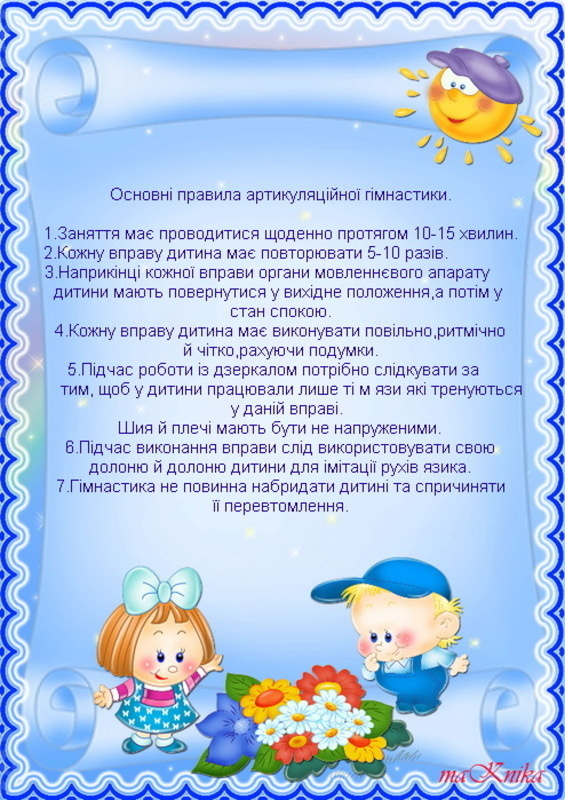 Основні правила артикуляційної гімнастики.
1.Заняття має проводитися щоденно протягом 10-15 хвилин.
2.Кожну вправу дитина має повторювати 5-10 разів.
3.Наприкінці кожної вправи органи мовленнєвого апарату
дитини мають повернутися у вихідне положення,а потім у
стан спокою.
4.Кожну вправу дитина має виконувати повільно,ритмічно
й чітко,рахуючи подумки.
5.Підчас роботи із дзеркалом потрібно слідкувати за
тим, щоб у дитини працювали лише ті м язи які тренуються
у даній вправі.
Шия й плечі мають бути не напруженими.
6.Підчас виконання вправи слід використовувати свою
долоню й долоню дитини для імітації рухів язика.
7.Гімнастика не повинна набридати дитині та спричиняти
її перевтомлення.
maKnika